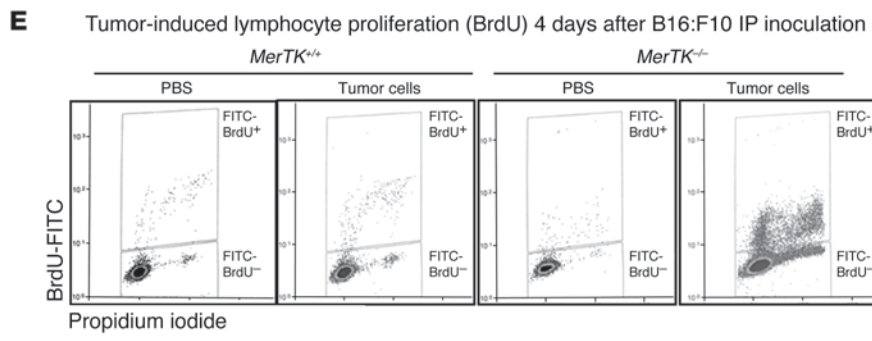 E
Tumor-induced lymphocyte proliferation (BrdU) 4 days after B16:F10 IP inoculation
MerTK+/+
MerTK–/–
PBS
Tumor cells
PBS
Tumor cells
BrdU-FITC
FITC-
BrdU+
FITC-
BrdU–
FITC-
BrdU+
FITC-
BrdU–
FITC-
BrdU+
FITC-
BrdU–
FITC-
BrdU+
FITC-
BrdU–
Propidium iodide